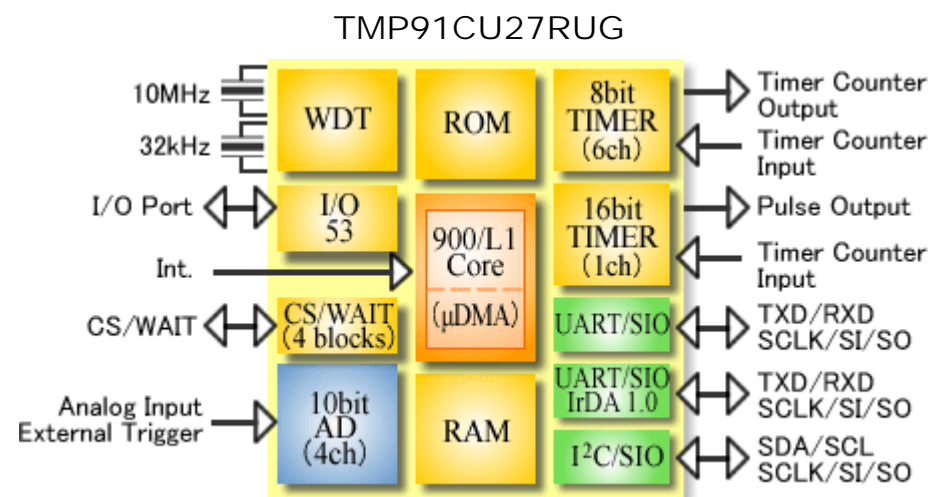 TMP91CU27RUG
10MHz
32kHz
I/O Port
Int.
CS/WAIT
Analog Input
External Trigger
WDT
I/O
53
CS/WAIT
(4 blocks)
10bit
AD
(4ch)
ROM
900/L1
Core
(μDMA)
RAM
8bit
TIMER
(6ch)
16bit
TIMER
(1ch)
UART/SIO
UART/SIO
IrDA 1.0
I²C/SIO
Timer Counter
Output
Timer Counter
Input
Pulse Output
Timer Counter
Input
TXD/RXD
SCLK/SI/SO
TXD/RXD
SCLK/SI/SO
SDA/SCL
SCLK/SI/SO